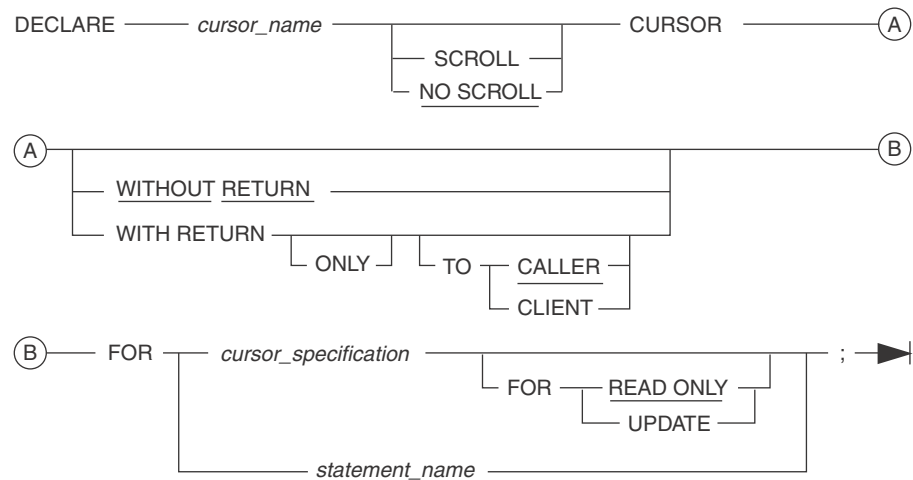 DECLARE cursor_name CURSOR A
SCROLL
NO SCROLL
A B
WITHOUT RETURN
WITH RETURN
ONLY TO CALLER
CLIENT
B FOR cursor_specification ;
FOR READ ONLY
UPDATE
statement_name